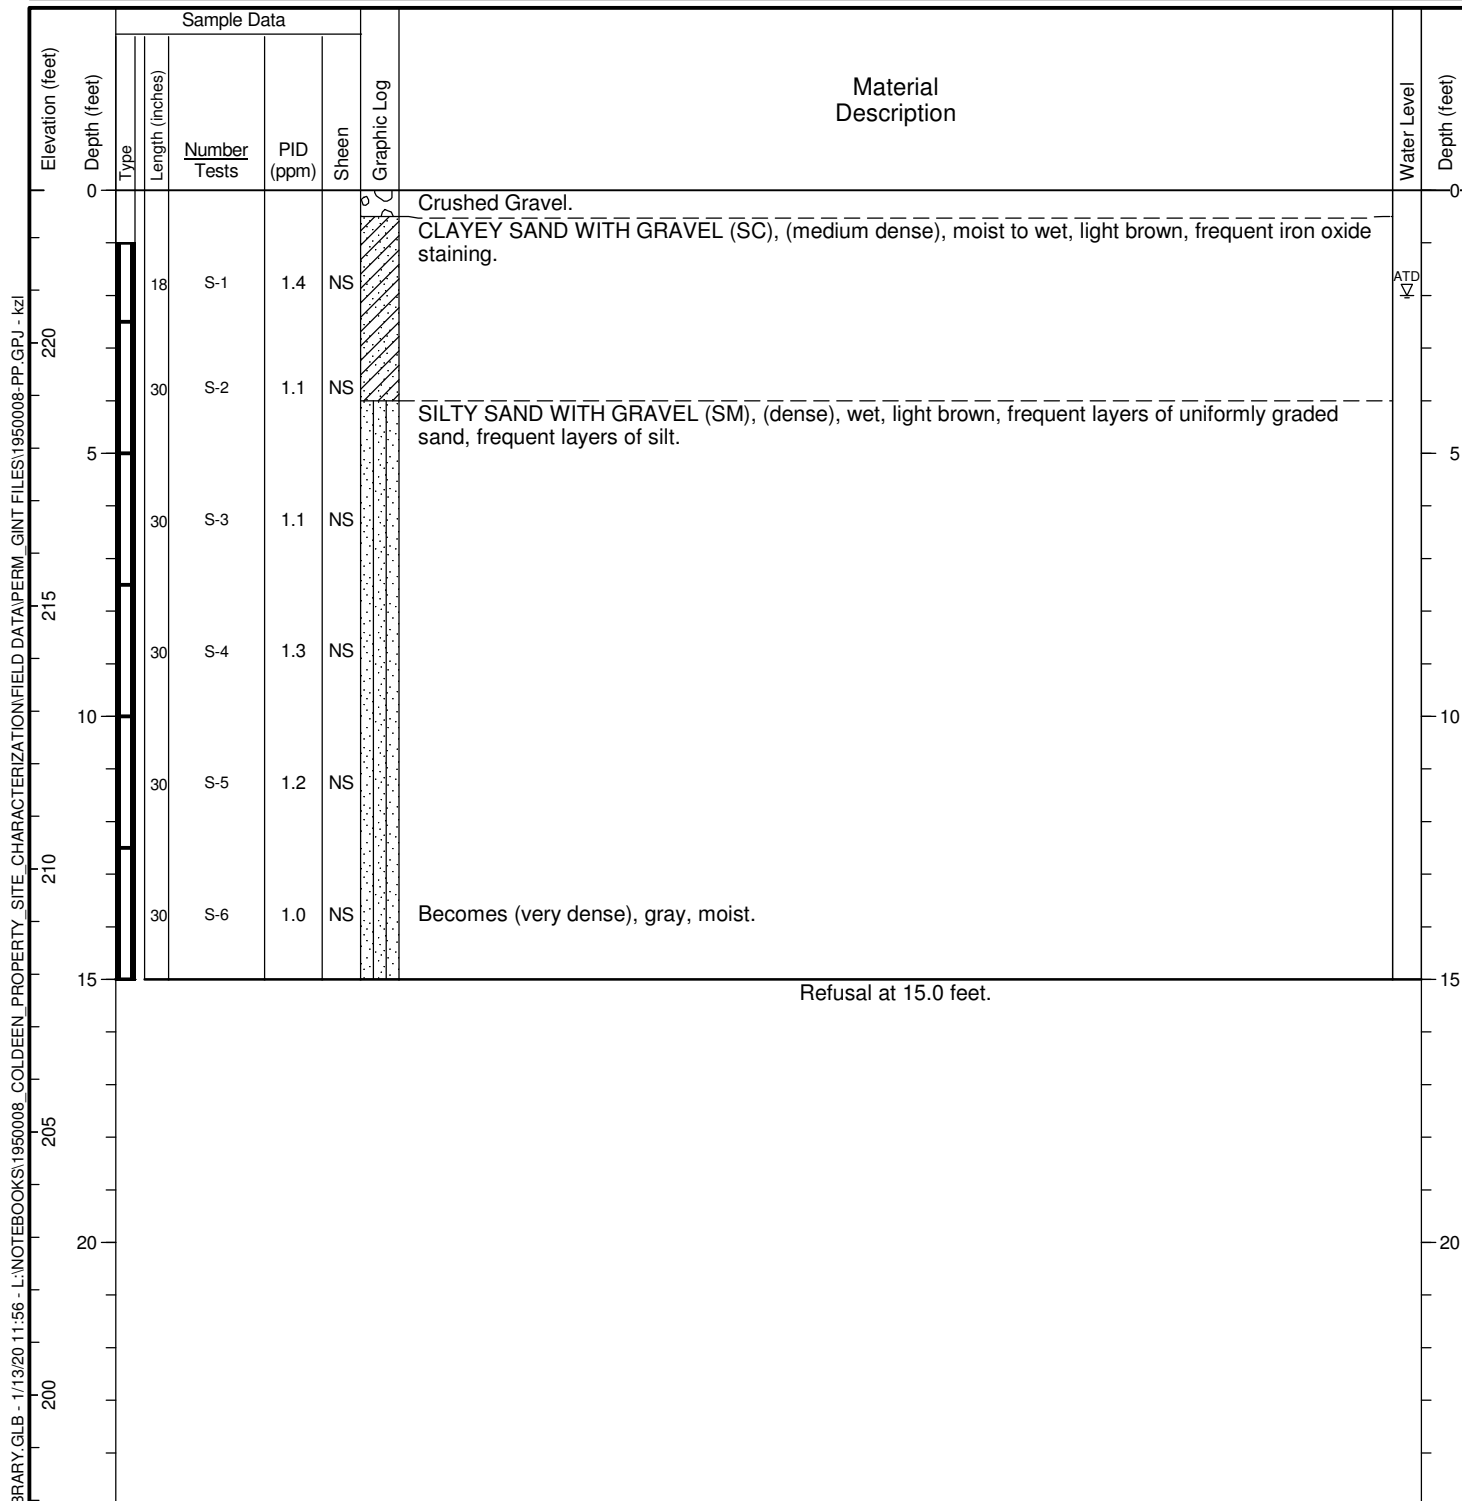 Sample Data
Elevation (feet)
Depth (feet)
Type
Length (inches)
Number
Tests
PID
(ppm)
Sheen
Graphic Log
Material
Description
Water Level
Depth (feet)
0
0
Crushed Gravel.
CLAYEY SAND WITH GRAVEL (SC), (medium dense), moist to wet, light brown, frequent iron oxide
staining.
18 S-1 1.4 NS
ATD
220
30 S-2 1.1 NS
SILTY SAND WITH GRAVEL (SM), (dense), wet, light brown, frequent layers of uniformly graded
sand, frequent layers of silt.
5
5
30 S-3 1.1 NS
215
30 S-4 1.3 NS
10
10
30 S-5 1.2 NS
210
30 S-6 1.0 NS
Becomes (very dense), gray, moist.
15
15
Refusal at 15.0 feet.
205
20
20
200
BRARY.GLB - 1/13/20 11:56 - L:\NOTEBOOKS\1950008_COLDEEN_PROPERTY_SITE_CHARACTERIZATION\FIELD DATA\PERM_GINT FILES\1950008-PP.GPJ - kzl